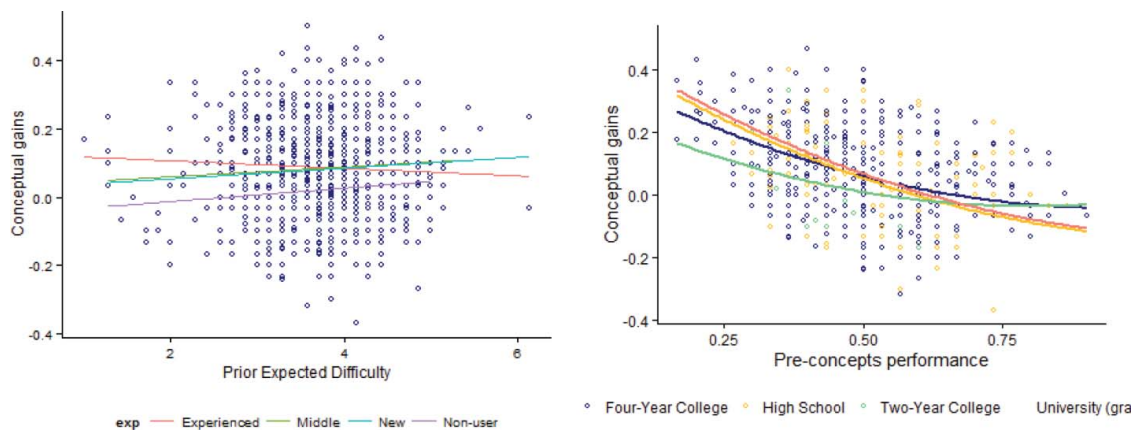 Conceptual gains
0.4
0.2
0.0
-0.2
-0.4
2
4
6
Prior Expected Difficulty
exp
Experienced
Middle
New
Non-user
Conceptual gains
0.4
0.2
0.0
-0.2
-0.4
0.25
0.50
0.75
Pre-concepts performance
Four-Year College
High School
Two-Year College
University (gra